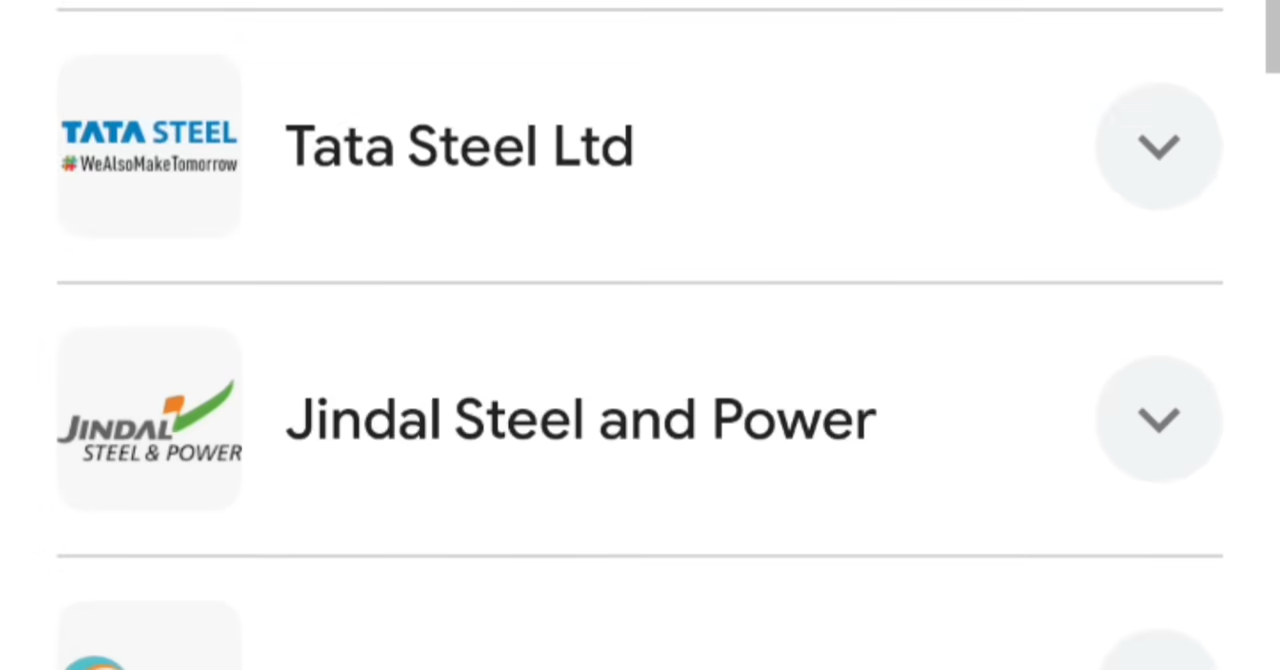 TATA STEEL
#WeAlsoMakeTomorrow
Tata Steel Ltd
JINDAL
STEEL & POWER
Jindal Steel and Power